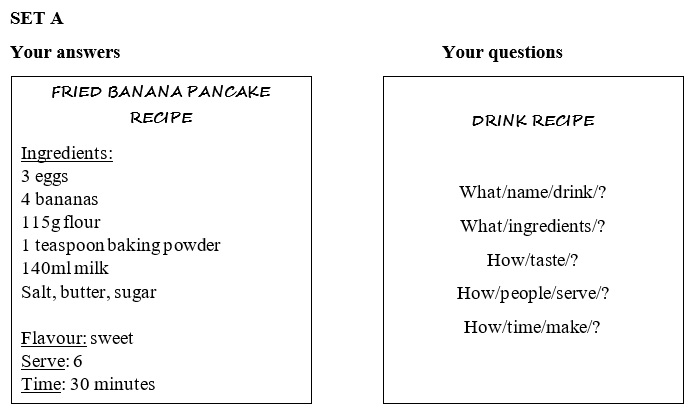 SET A
Your answers
FRIED BANANA PANCAKE
RECIPE
Ingredients:
3 eggs
4 bananas
115g flour
1 teaspoon baking powder
140ml milk
Salt, butter, sugar
Flavour: sweet
Serve: 6
Time: 30 minutes
Your questions
DRINK RECIPE
What/name/drink/?
What/ingredients/?
How/taste/?
How/people/serve/?
How/time/make/?